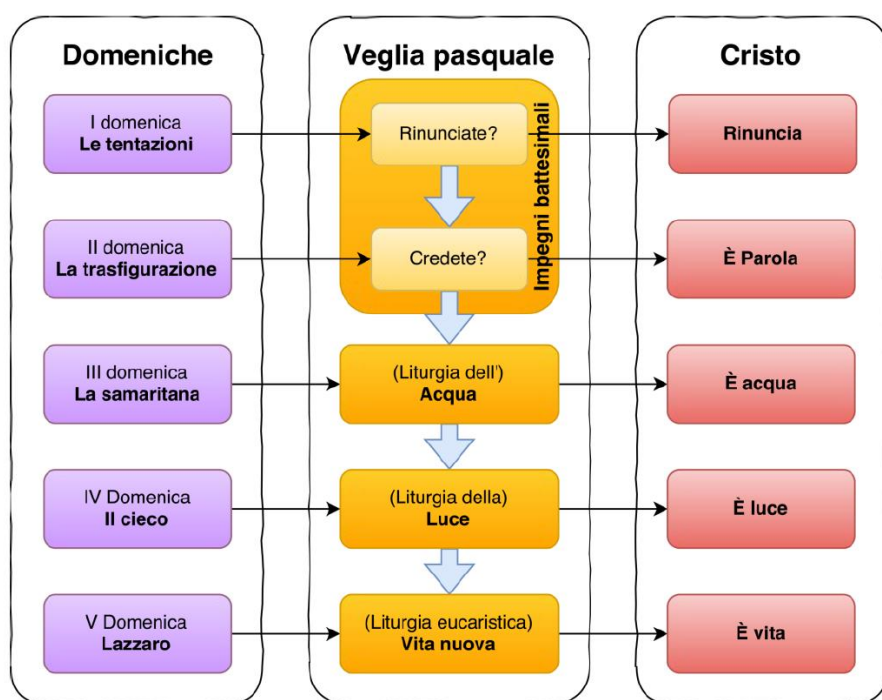 Domeniche
Veglia pasquale
Cristo
I domenica
Le tentazioni
Rinunciate?
Rinuncia
Impegni battesimali
II domenica
La trasfigurazione
Credete?
È Parola
III domenica
La samaritana
(Liturgia dell')
Acqua
È acqua
IV Domenica
Il cieco
(Liturgia della)
Luce
È luce
V Domenica
Lazzaro
(Liturgia eucaristica)
Vita nuova
È vita